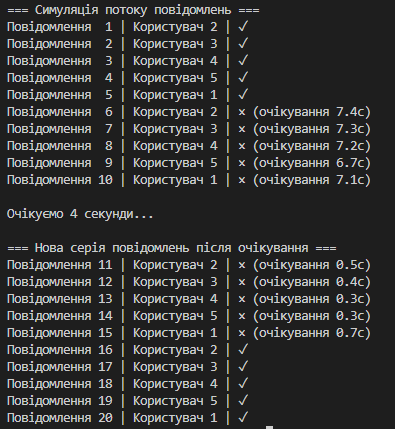 === Симуляція потоку повідомлень ===
Повідомлення  1 | Користувач 2 | ✓
Повідомлення  2 | Користувач 3 | ✓
Повідомлення  3 | Користувач 4 | ✓
Повідомлення  4 | Користувач 5 | ✓
Повідомлення  5 | Користувач 1 | ✓
Повідомлення  6 | Користувач 2 | × (очікування 7.4с)
Повідомлення  7 | Користувач 3 | × (очікування 7.3с)
Повідомлення  8 | Користувач 4 | × (очікування 7.2с)
Повідомлення  9 | Користувач 5 | × (очікування 6.7с)
Повідомлення 10 | Користувач 1 | × (очікування 7.1с)

Очікуємо 4 секунди...

=== Нова серія повідомлень після очікування ===
Повідомлення 11 | Користувач 2 | × (очікування 0.5с)
Повідомлення 12 | Користувач 3 | × (очікування 0.4с)
Повідомлення 13 | Користувач 4 | × (очікування 0.3с)
Повідомлення 14 | Користувач 5 | × (очікування 0.3с)
Повідомлення 15 | Користувач 1 | × (очікування 0.7с)
Повідомлення 16 | Користувач 2 | ✓
Повідомлення 17 | Користувач 3 | ✓
Повідомлення 18 | Користувач 4 | ✓
Повідомлення 19 | Користувач 5 | ✓
Повідомлення 20 | Користувач 1 | ✓